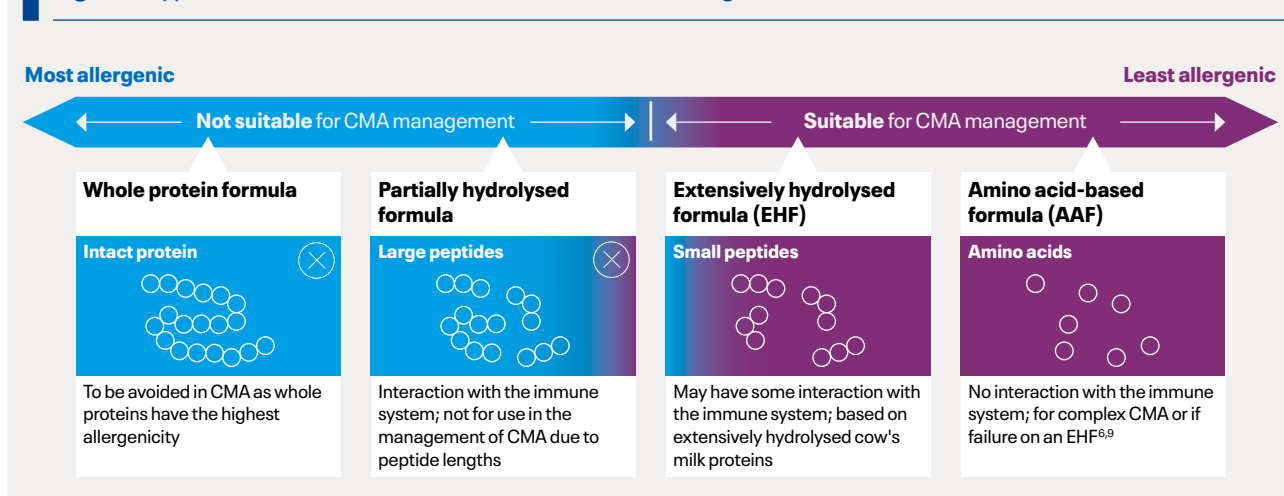 Most allergenic
Least allergenic
Not suitable for CMA management
Suitable for CMA management
Whole protein formula
Intact protein
To be avoided in CMA as whole
proteins have the highest
allergenicity
Partially hydrolysed
formula
Large peptides
Interaction with the immune
system; not for use in the
management of CMA due to
peptide lengths
Extensively hydrolysed
formula (EHF)
Small peptides
May have some interaction with
the immune system; based on
extensively hydrolysed cow's
milk proteins
Amino acid-based
formula (AAF)
Amino acids
No interaction with the immune
system; for complex CMA or if
failure on an EHF6,9